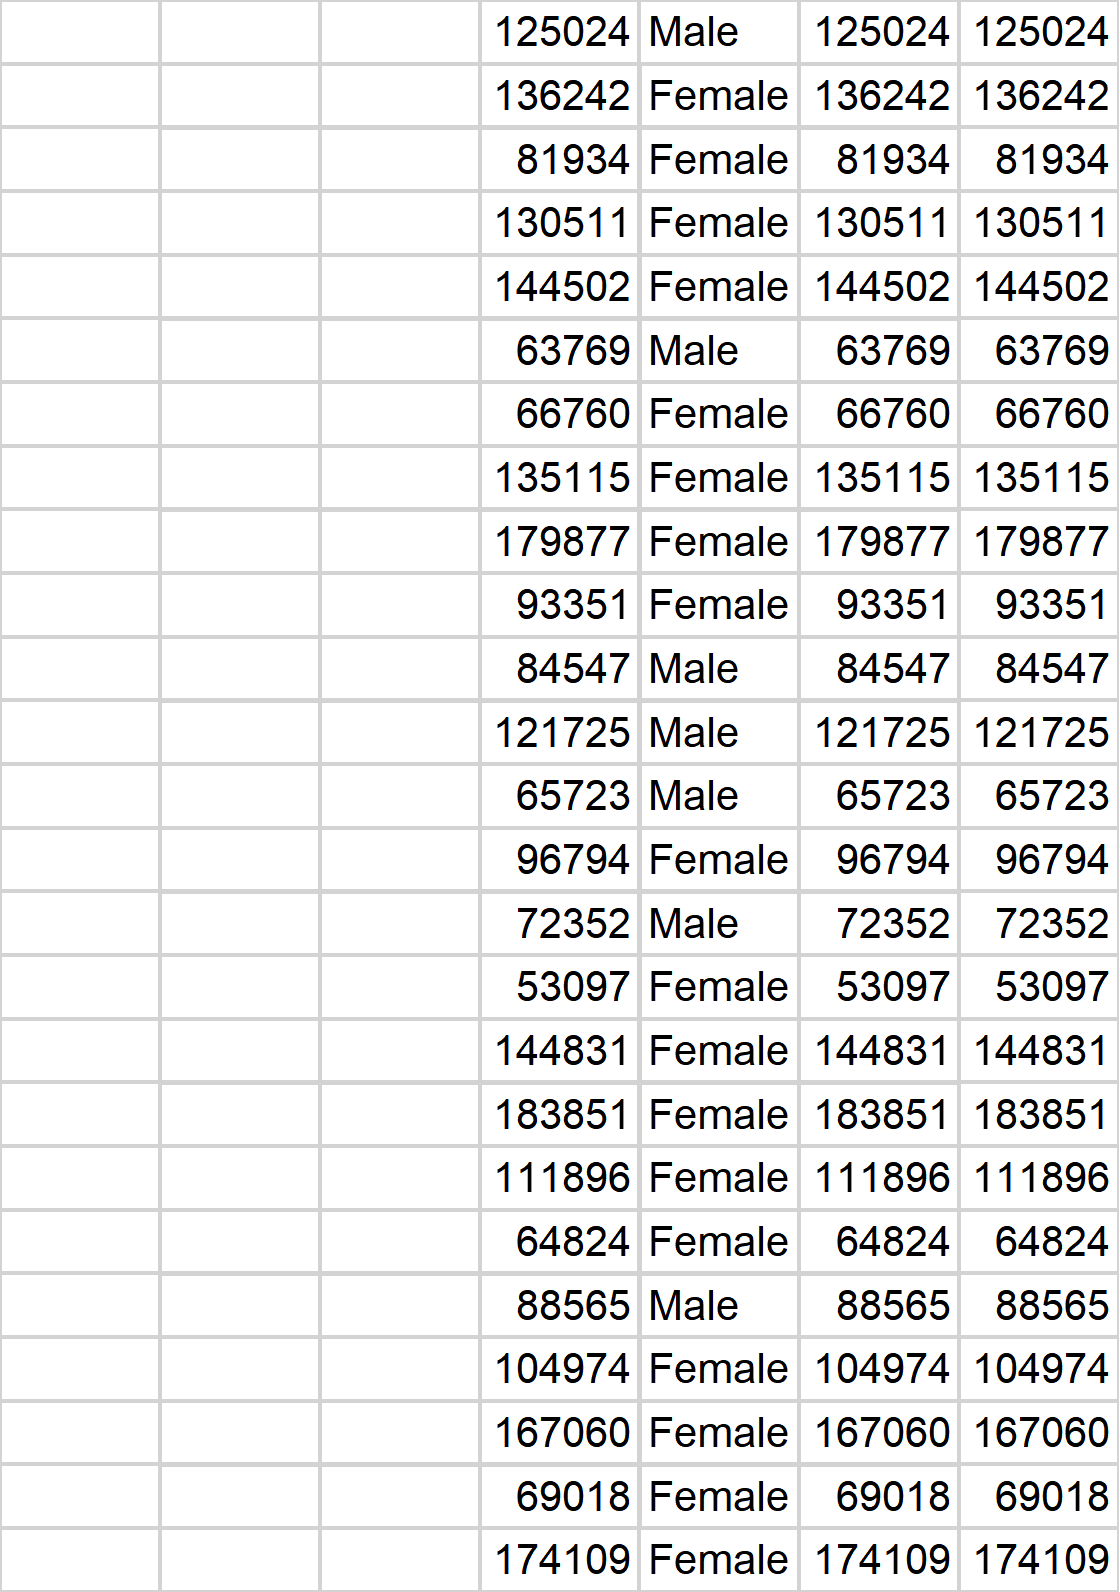 125024 Male 125024 125024
136242 Female 136242 136242
81934 Female 81934 81934
130511 Female 130511 130511
144502 Female 144502 144502
63769 Male 63769 63769
66760 Female 66760 66760
135115 Female 135115 135115
179877 Female 179877 179877
93351 Female 93351 93351
84547 Male 84547 84547
121725 Male 121725 121725
65723 Male 65723 65723
96794 Female 96794 96794
72352 Male 72352 72352
53097 Female 53097 53097
144831 Female 144831 144831
183851 Female 183851 183851
111896 Female 111896 111896
64824 Female 64824 64824
88565 Male 88565 88565
104974 Female 104974 104974
167060 Female 167060 167060
69018 Female 69018 69018
174109 Female 174109 174109